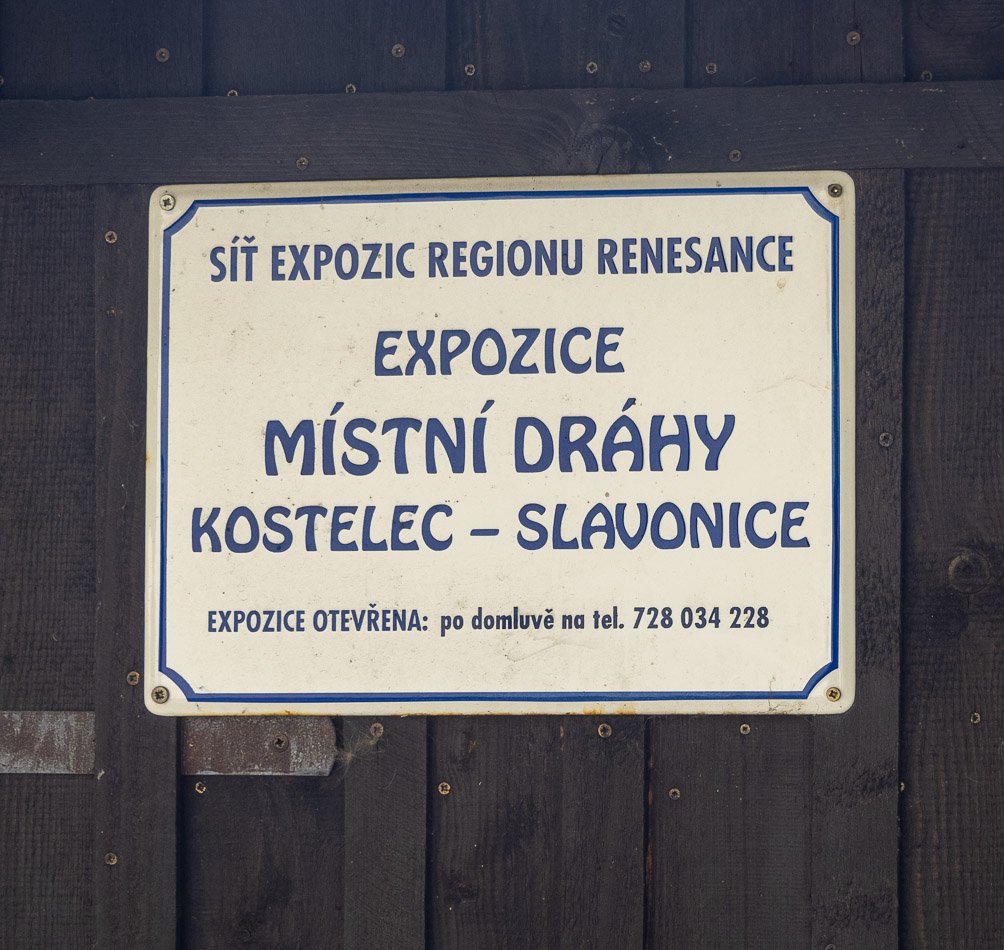 SÍŤ EXPOZIC REGIONU RENESANCE
EXPOZICE
MÍSTNÍ DRÁHY
KOSTELEC – SLAVONICE
EXPOZICE OTEVŘENA: po domluvě na tel. 728 034 228